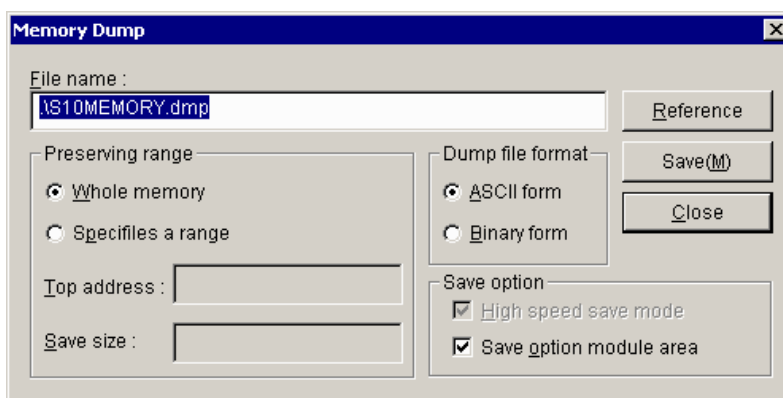 Memory Dump
File name :
.\S10MEMORY.dmp
Reference
Preserving range
Dump file format
Save(M)
Whole memory
ASCII form
Close
Specifiles a range
Binary form
Top address :
Save option
High speed save mode
Save size :
Save option module area